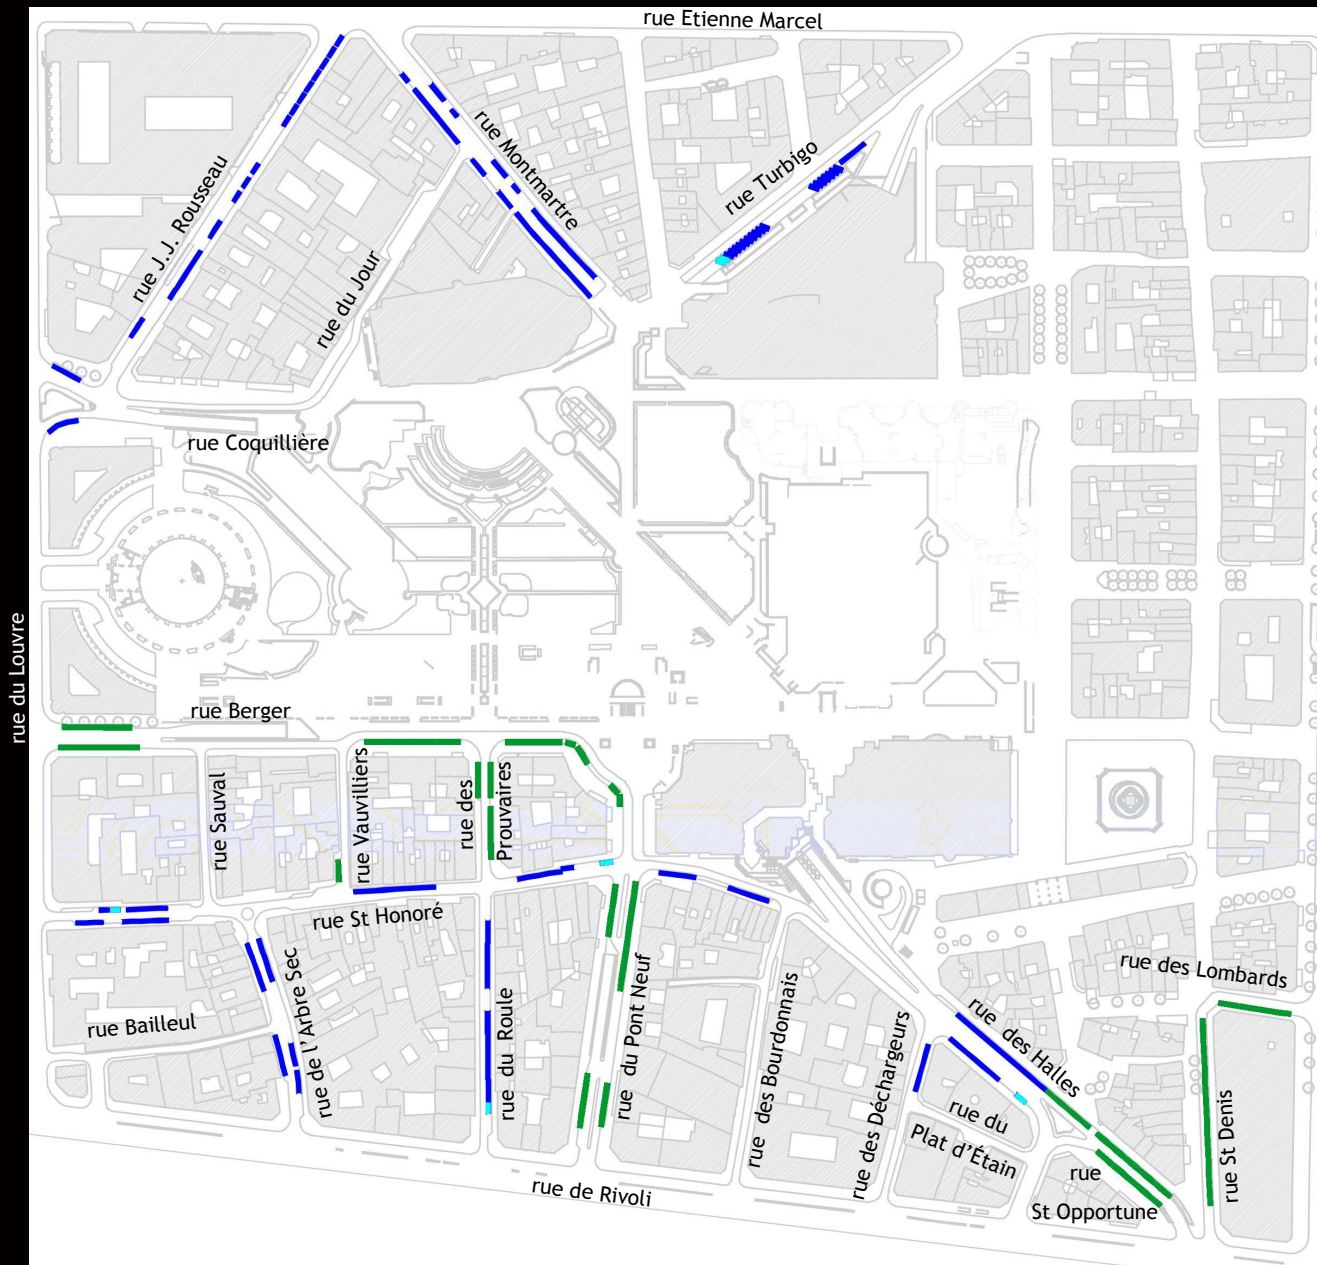 rue Etienne Marcel
rue Montmartre
rue Turbigo
rue J.J. Rousseau
rue du Jour
rue Coquillière
rue du Louvre
rue Berger
rue Sauval
rue Vauvilliers
rue des
Prouvaires
rue St Honoré
rue de l'Arbre Sec
rue Bailleul
rue du Roule
rue du Pont Neuf
rue des Bourdonnais
rue des Déchargeurs
rue des Halles
rue des Lombards
rue du
Plat d'Étain
rue
St Opportune
rue St Denis
rue de Rivoli